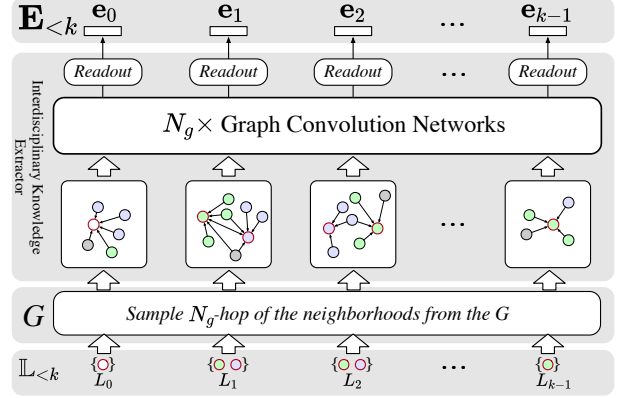 E<k e0 e1 e2 ... ek−1
Readout Readout Readout ... Readout
Interdisciplinary Knowledge
Extractor
Ng× Graph Convolution Networks
...
G Sample Ng-hop of the neighborhoods from the G
𝕃<k { } { } { } ... { }
L0 L1 L2 Lk−1